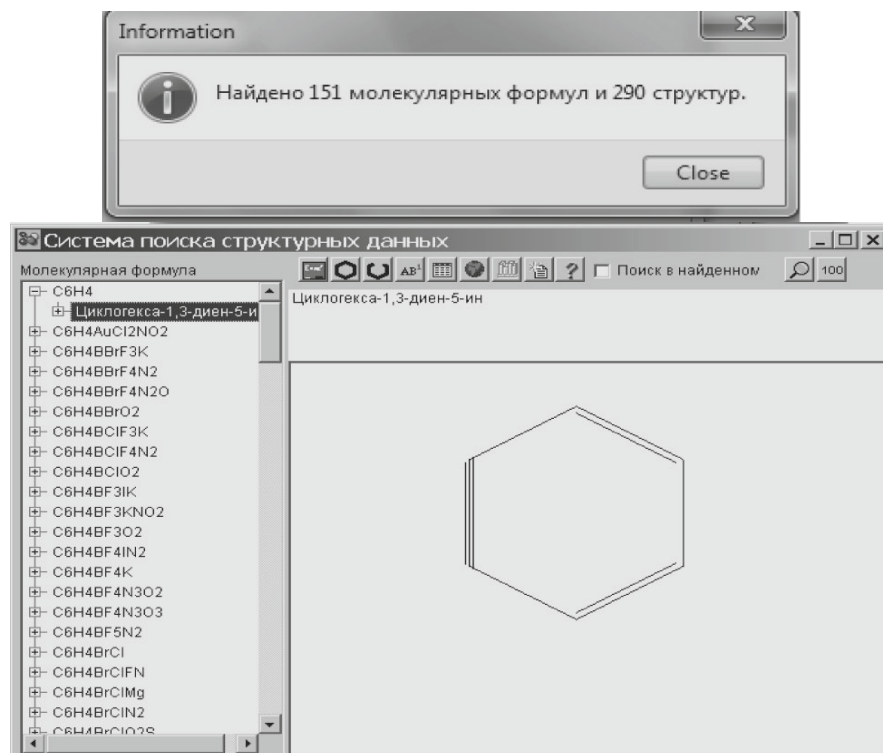 Information
Найдено 151 молекулярных формул и 290 структур.
Close
Система поиска структурных данных
Молекулярная формула
AB¹
?
Поиск в найденном
100
C6H4
Циклогекса-1,3-диен-5-и
Циклогекса-1,3-диен-5-ин
C6H4AuCl2NO2
C6H4BBrF3K
C6H4BBrF4N2
C6H4BBrF4N2O
C6H4BBrO2
C6H4BClF3K
C6H4BClF4N2
C6H4BClO2
C6H4BF3IK
C6H4BF3KNO2
C6H4BF3O2
C6H4BF4IN2
C6H4BF4K
C6H4BF4N3O2
C6H4BF4N3O3
C6H4BF5N2
C6H4BrCl
C6H4BrClFN
C6H4BrClMg
C6H4BrClN2
C6H4BrClO2S